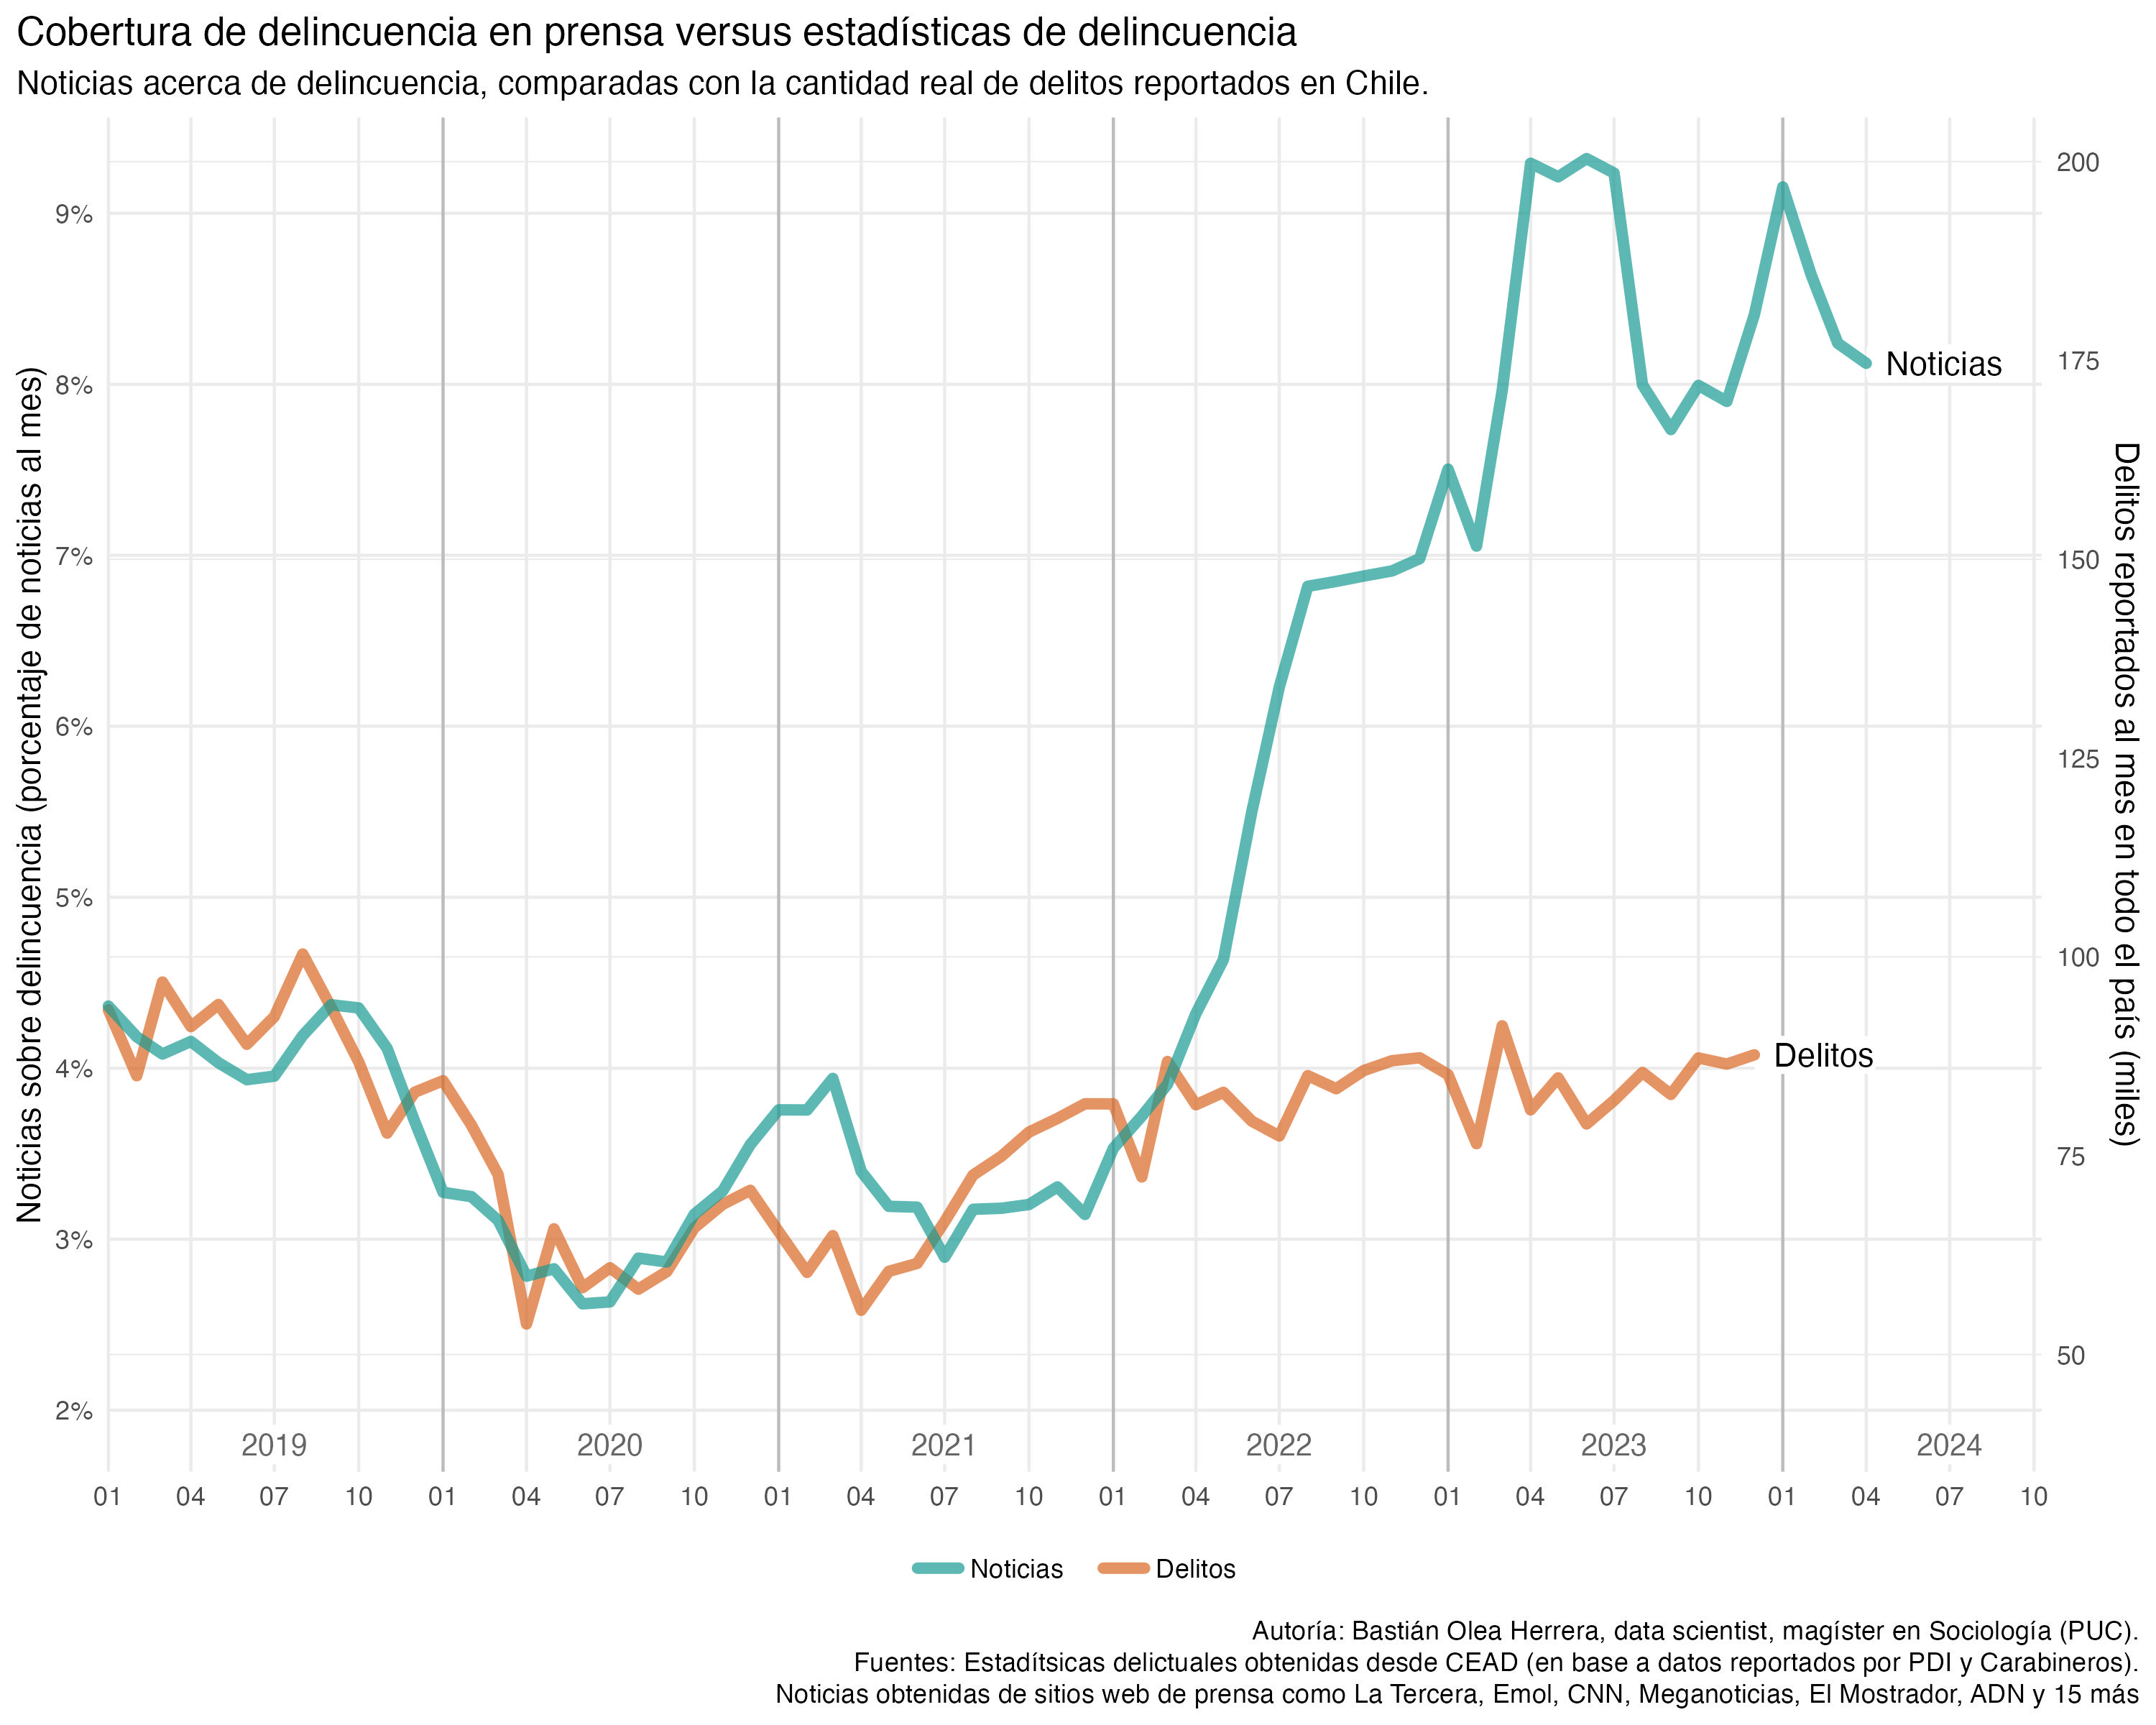 Cobertura de delincuencia en prensa versus estadísticas de delincuencia
Noticias acerca de delincuencia, comparadas con la cantidad real de delitos reportados en Chile.
Noticias sobre delincuencia (porcentaje de noticias al mes)
9%
8%
7%
6%
5%
4%
3%
2%
Noticias
Delitos
200
175
150
125
100
75
50
Delitos reportados al mes en todo el país (miles)
2019 2020 2021 2022 2023 2024
01 04 07 10 01 04 07 10 01 04 07 10 01 04 07 10 01 04 07 10 01 04 07 10
Noticias Delitos
Autoría: Bastián Olea Herrera, data scientist, magíster en Sociología (PUC).
Fuentes: Estadítsicas delictuales obtenidas desde CEAD (en base a datos reportados por PDI y Carabineros).
Noticias obtenidas de sitios web de prensa como La Tercera, Emol, CNN, Meganoticias, El Mostrador, ADN y 15 más